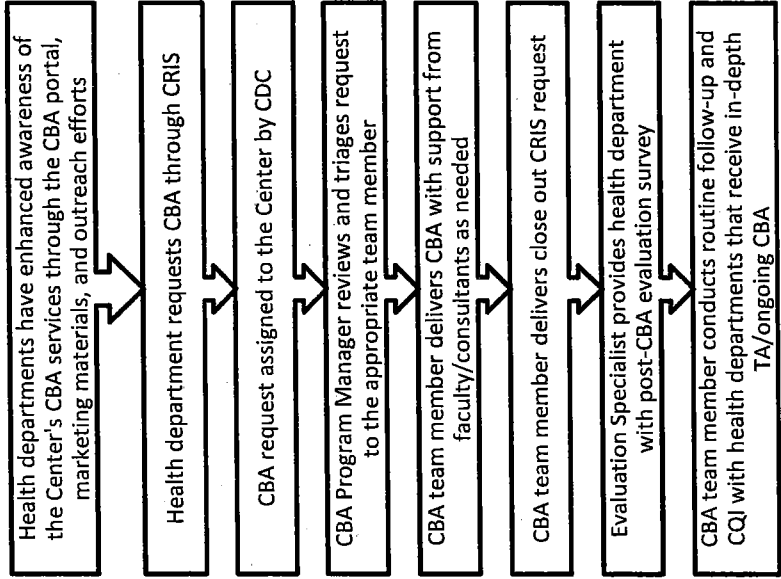 Health departments have enhanced awareness of
the Center's CBA services through the CBA portal,
marketing materials, and outreach efforts
Health department requests CBA through CRIS
CBA request assigned to the Center by CDC
CBA Program Manager reviews and triages request
to the appropriate team member
CBA team member delivers CBA with support from
faculty/consultants as needed
CBA team member delivers close out CRIS request
Evaluation Specialist provides health department
with post-CBA evaluation survey
CBA team member conducts routine follow-up and
CQI with health departments that receive in-depth
TA/ongoing CBA